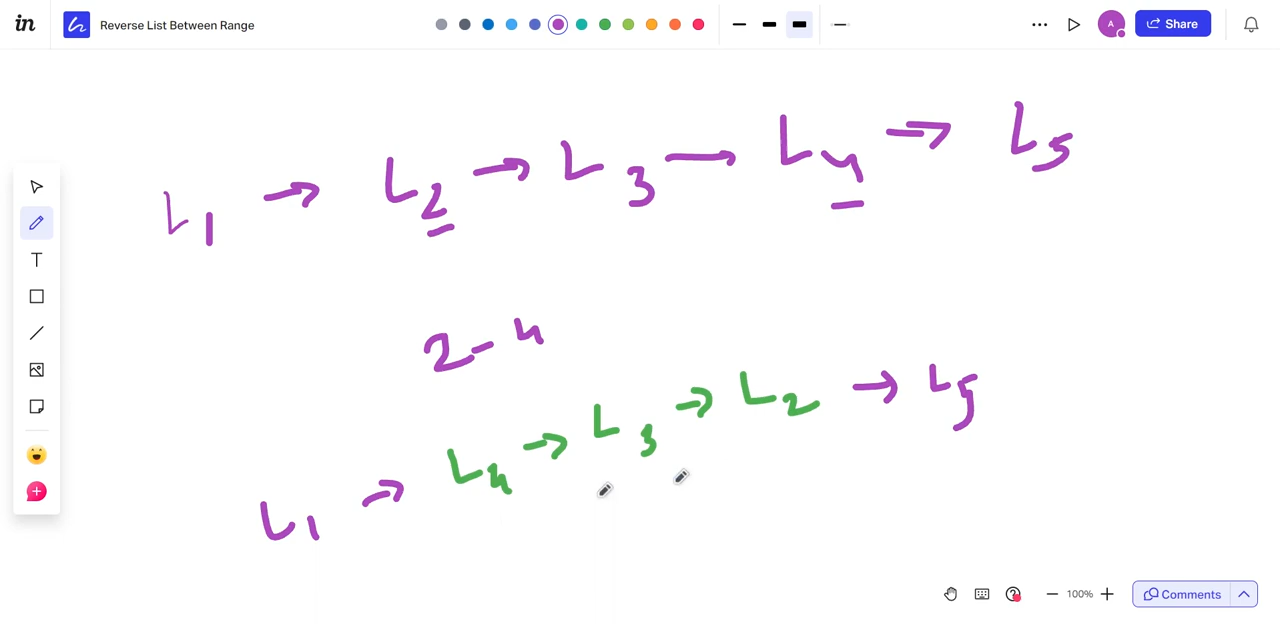 in Reverse List Between Range A Share
L1 → L2 → L3 → L4 → L5
T
2-4
L1 → L4 → L3 → L2 → L5
100% Comments